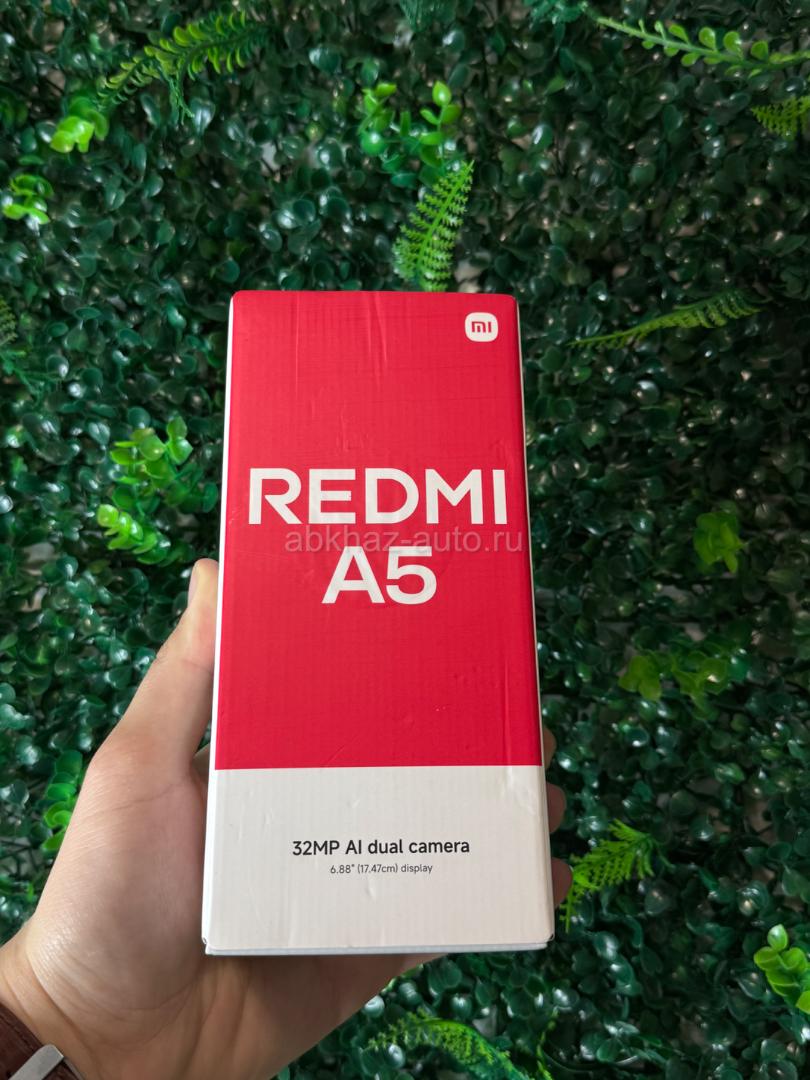 mi
REDMI
abkhaz-auto.ru
A5
32MP AI dual camera
6.88" (17.47cm) display